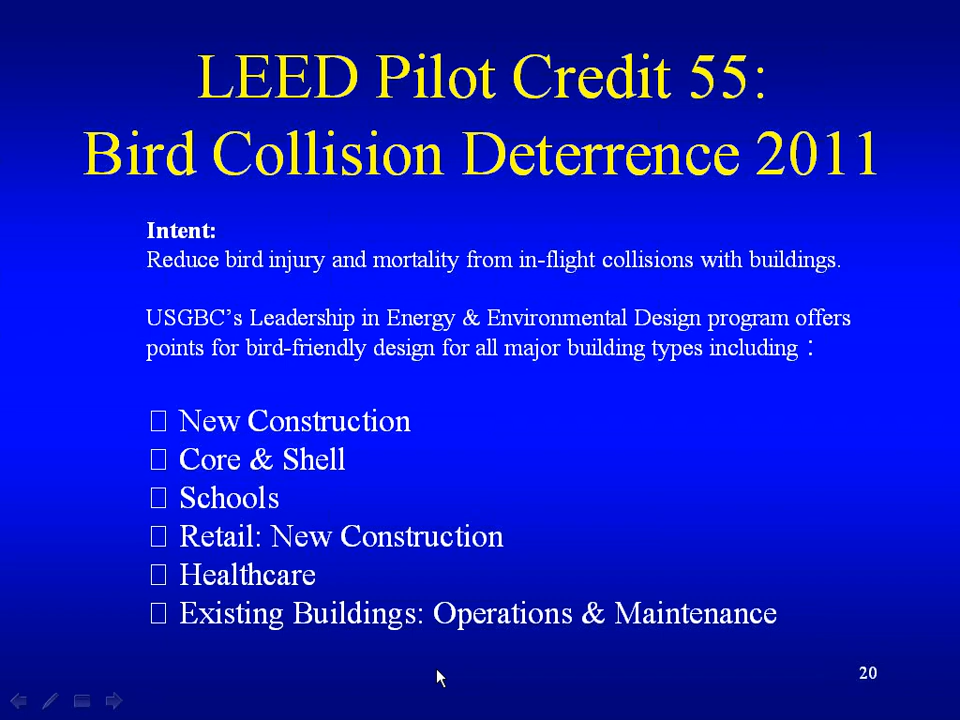 LEED Pilot Credit 55:
Bird Collision Deterrence 2011
Intent:
Reduce bird injury and mortality from in-flight collisions with buildings.
USGBC’s Leadership in Energy & Environmental Design program offers
points for bird-friendly design for all major building types including :
□ New Construction
□ Core & Shell
□ Schools
□ Retail: New Construction
□ Healthcare
□ Existing Buildings: Operations & Maintenance
20